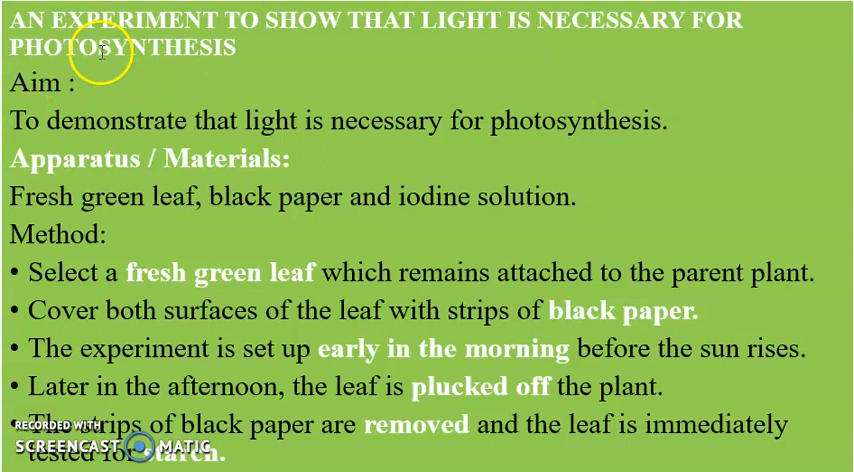 AN EXPERIMENT TO SHOW THAT LIGHT IS NECESSARY FOR
PHOTOSYNTHESIS
Aim :
To demonstrate that light is necessary for photosynthesis.
Apparatus / Materials:
Fresh green leaf, black paper and iodine solution.
Method:
• Select a fresh green leaf which remains attached to the parent plant.
• Cover both surfaces of the leaf with strips of black paper.
• The experiment is set up early in the morning before the sun rises.
• Later in the afternoon, the leaf is plucked off the plant.
• The strips of black paper are removed and the leaf is immediately
tested for starch.
RECORDED WITH
SCREENCAST MATIC